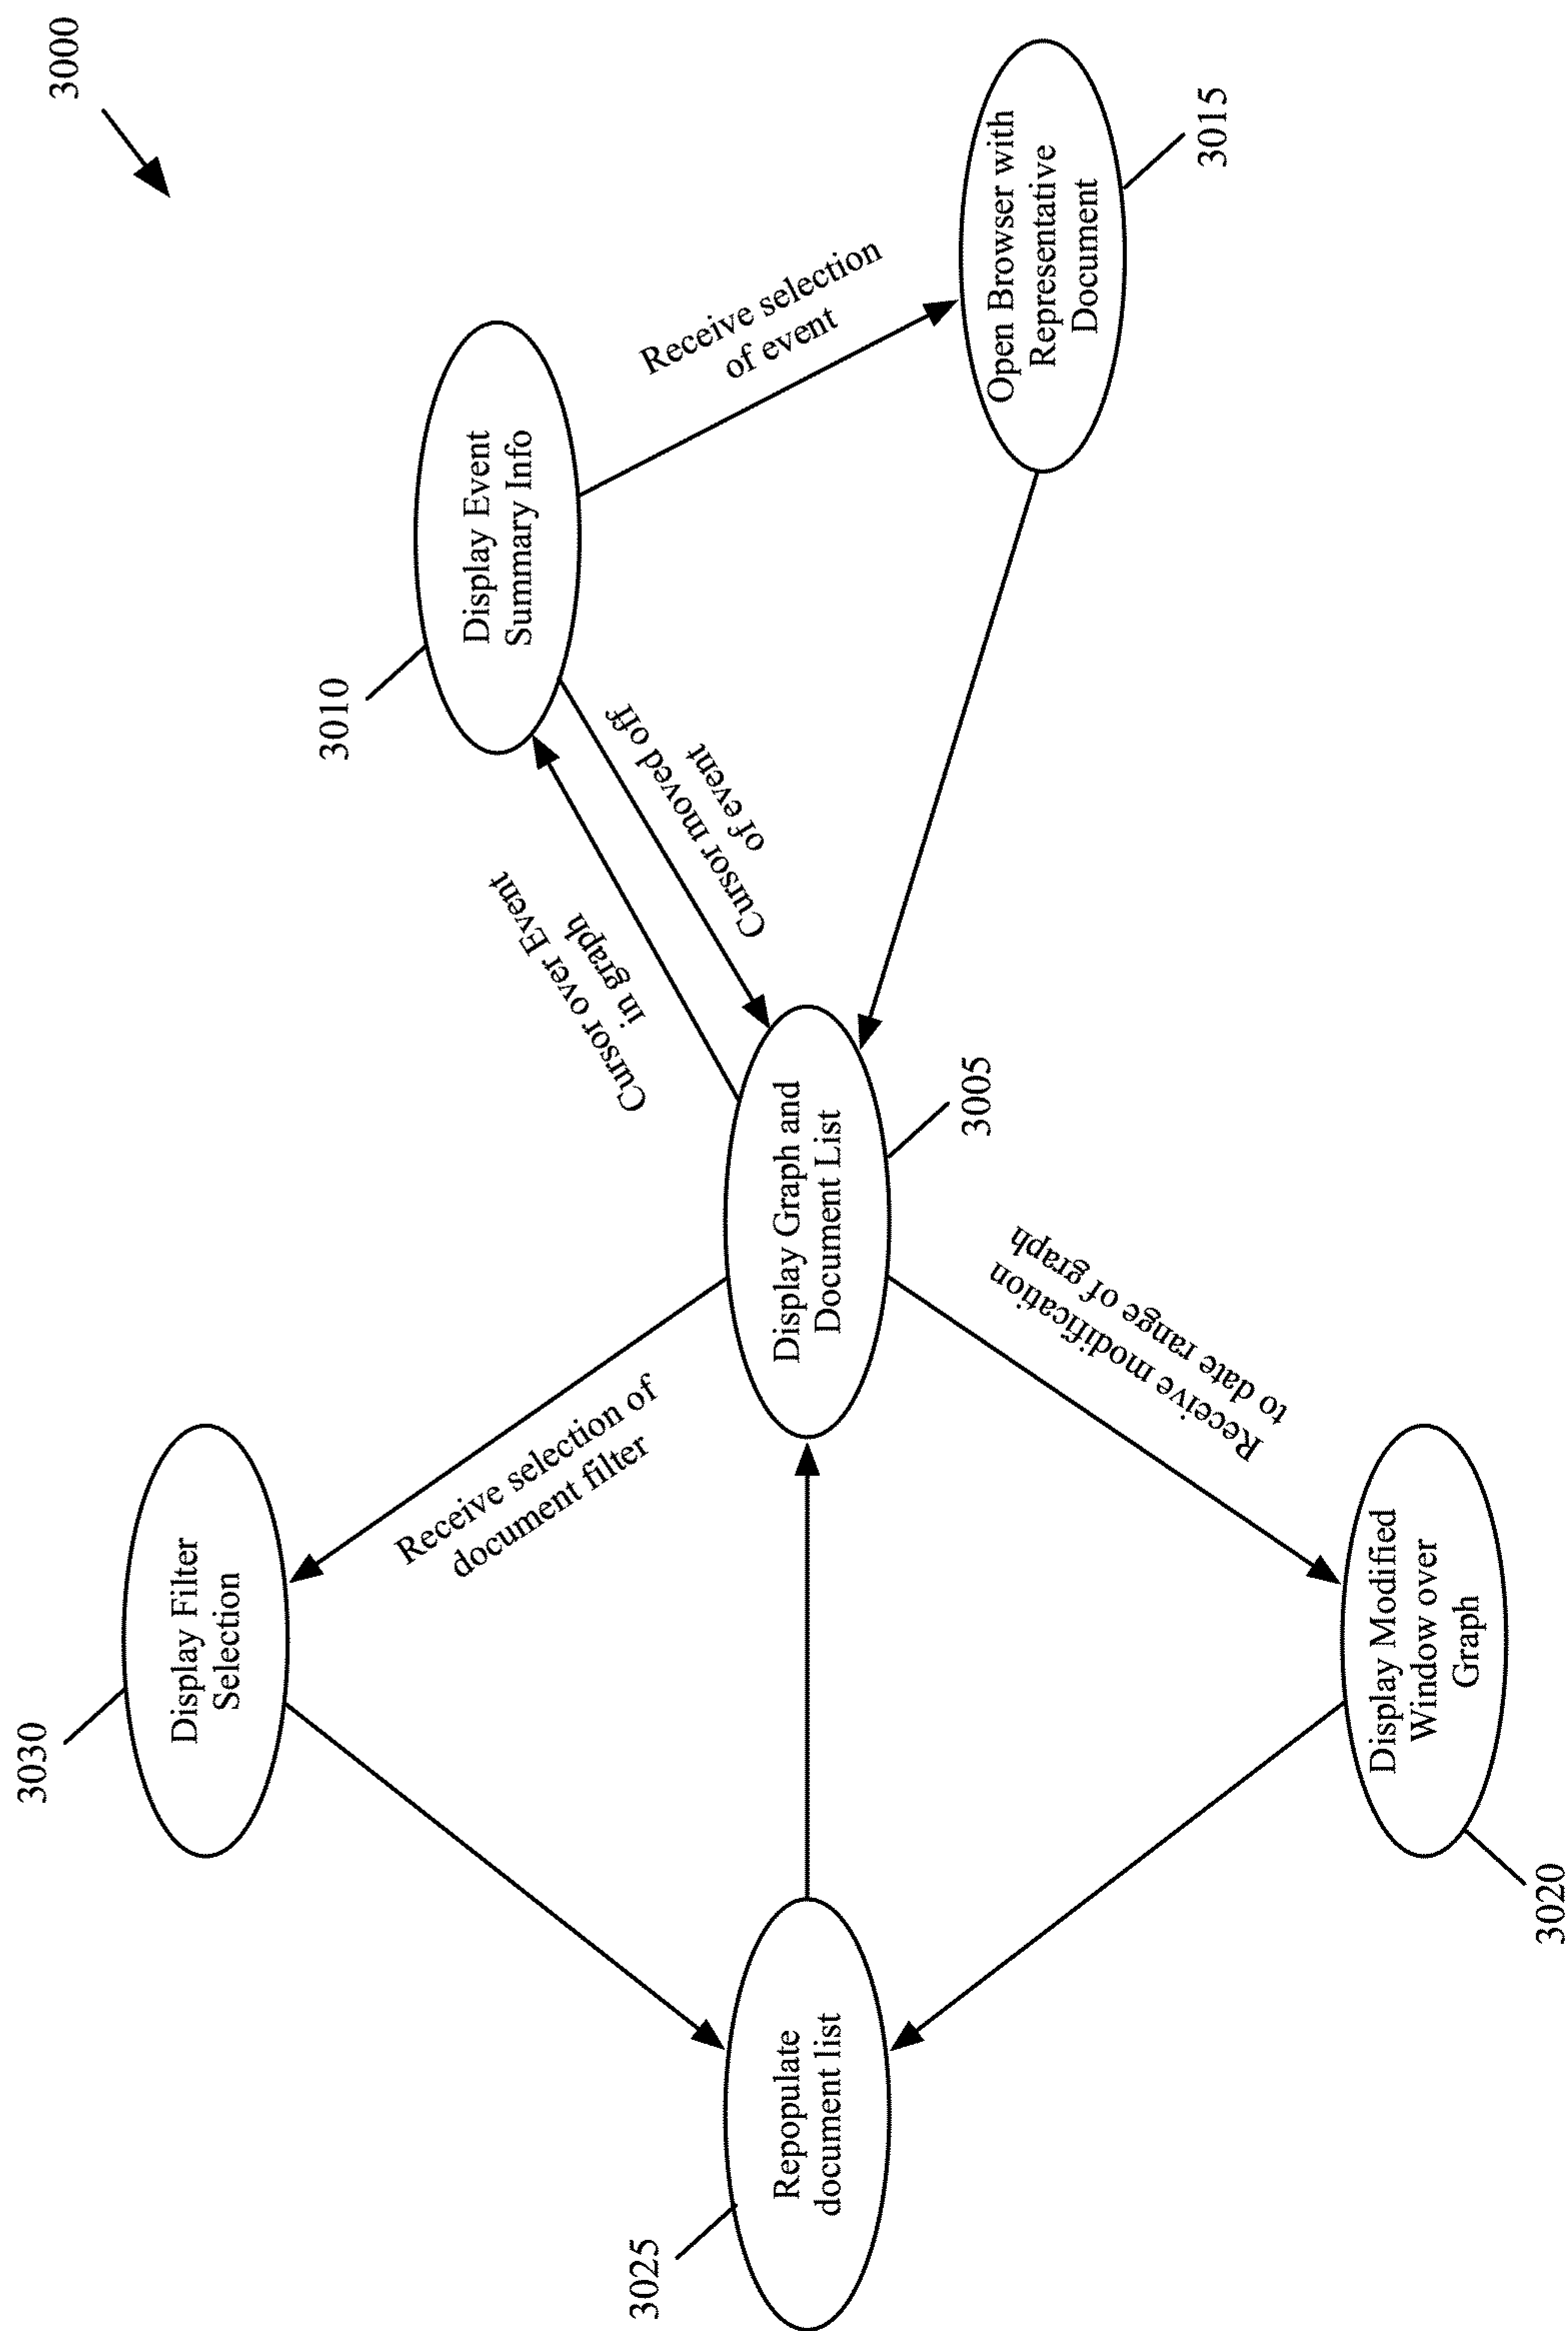 3000
3030
Display Filter
Selection
Receive selection of
document filter
3025
Repopulate
document list
Display Graph and
Document List
3005
Cursor over Event
in graph
Cursor moved off
of event
3010
Display Event
Summary Info
Receive selection
of event
Open Browser with
Representative
Document
3015
Receive modification
to date range of graph
Display Modified
Window over
Graph
3020